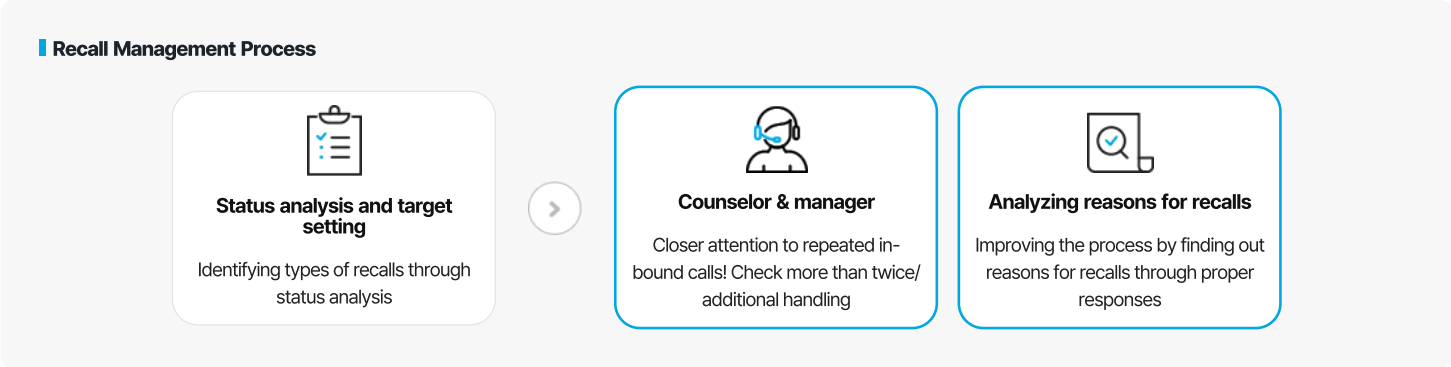 Recall Management Process
Status analysis and target
setting
Identifying types of recalls through
status analysis
Counselor & manager
Closer attention to repeated in-
bound calls! Check more than twice/
additional handling
Analyzing reasons for recalls
Improving the process by finding out
reasons for recalls through proper
responses